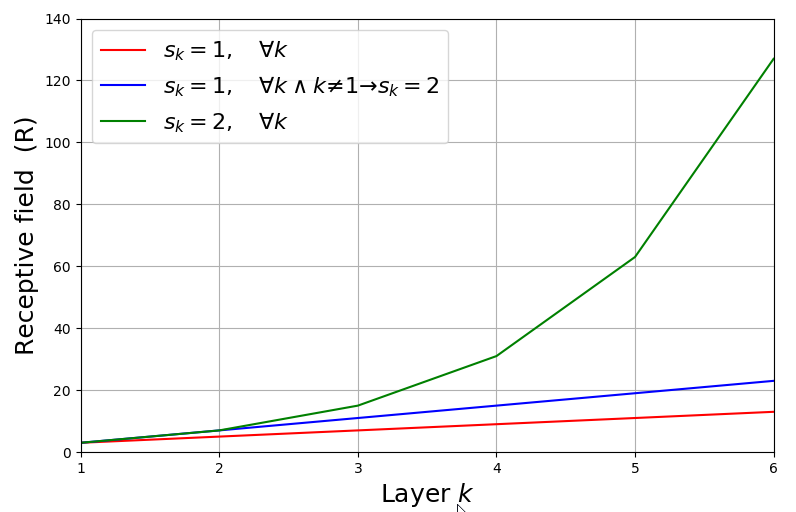 140
120
100
80
60
40
20
0
Receptive field (R)
s_k = 1, ∀k
s_k = 1, ∀k ∧ k≠1→s_k = 2
s_k = 2, ∀k
1 2 3 4 5 6
Layer k